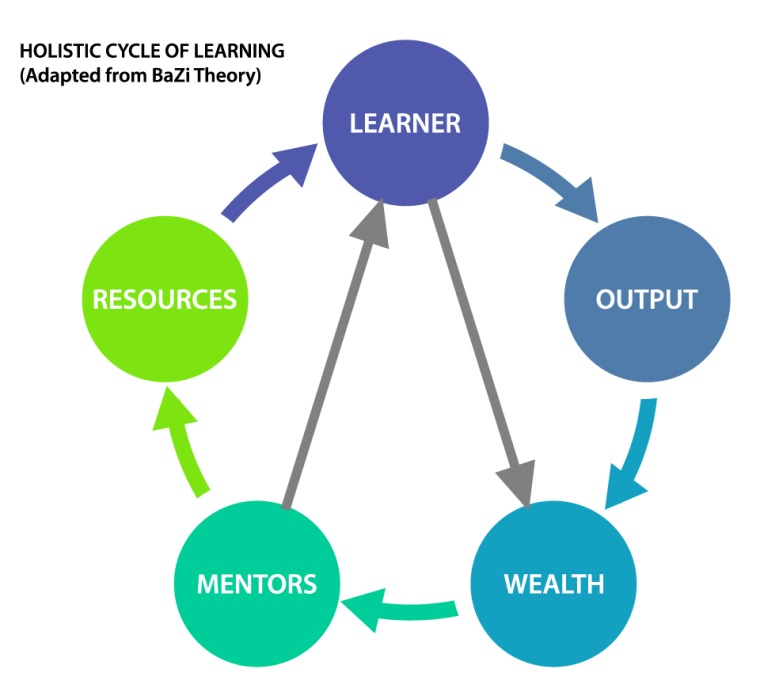 HOLISTIC CYCLE OF LEARNING
(Adapted from BaZi Theory)
LEARNER
RESOURCES
OUTPUT
MENTORS
WEALTH